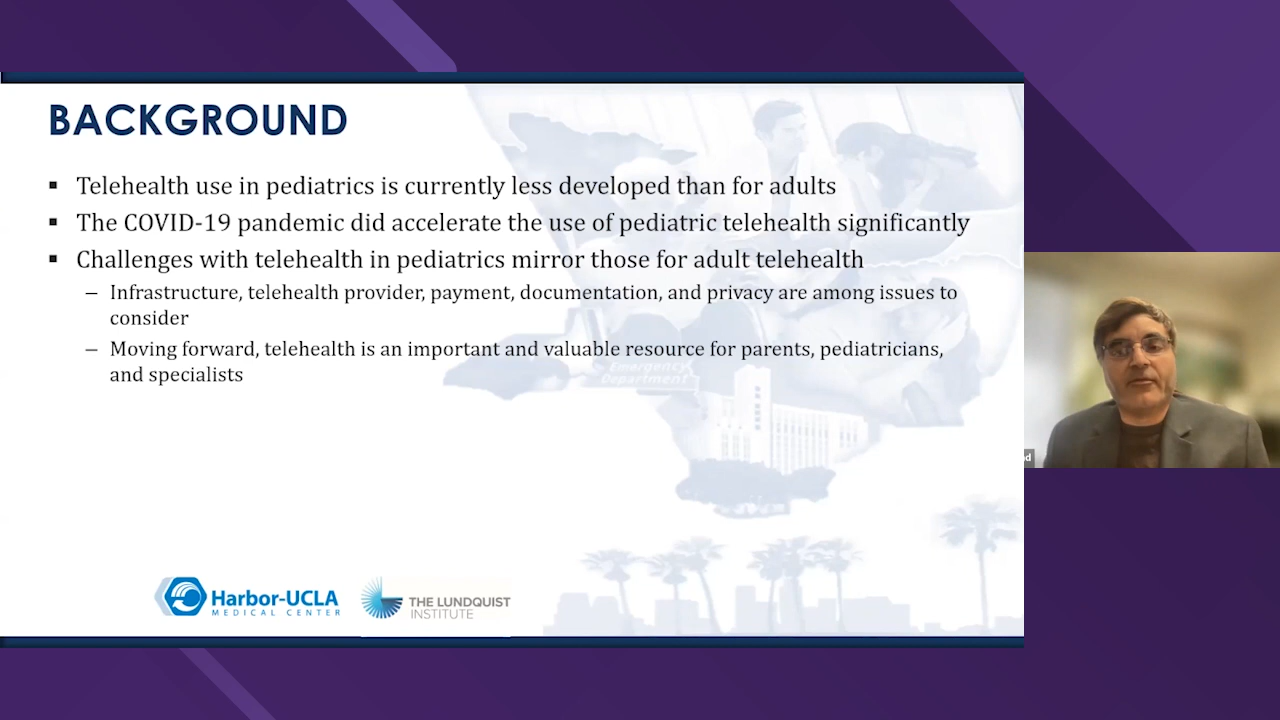 BACKGROUND
▪ Telehealth use in pediatrics is currently less developed than for adults
▪ The COVID-19 pandemic did accelerate the use of pediatric telehealth significantly
▪ Challenges with telehealth in pediatrics mirror those for adult telehealth
– Infrastructure, telehealth provider, payment, documentation, and privacy are among issues to
consider
– Moving forward, telehealth is an important and valuable resource for parents, pediatricians,
and specialists
Emergency
Department
Harbor-UCLA
MEDICAL CENTER
THE LUNDQUIST
INSTITUTE